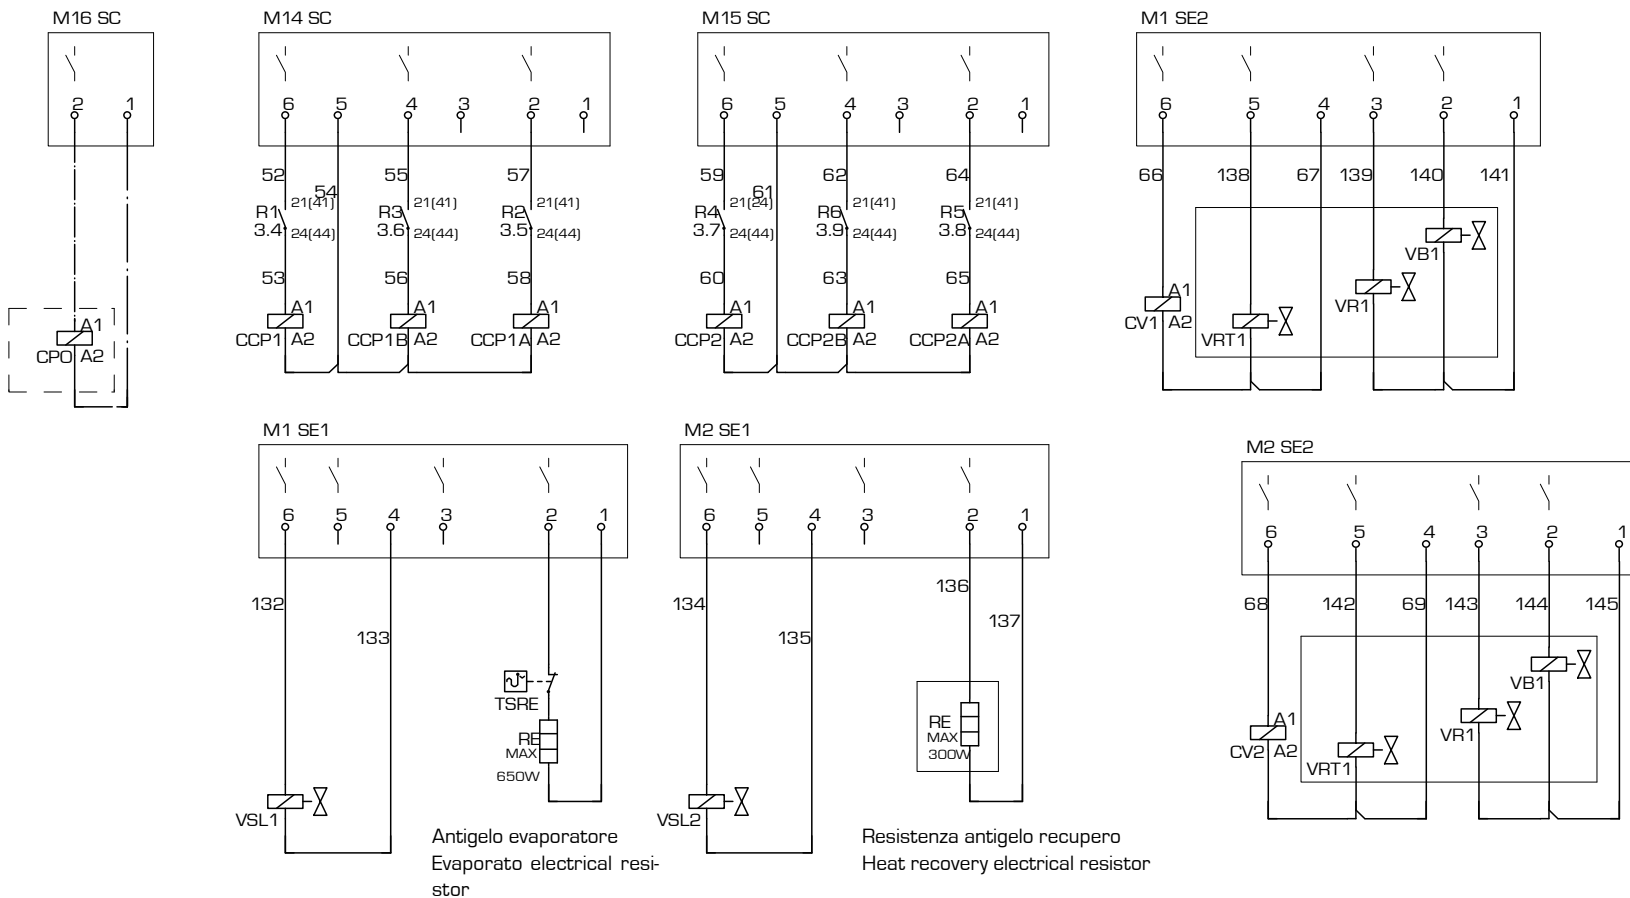 M16 SC
M14 SC
M15 SC
M1 SE2
2 1
6 5 4 3 2 1
6 5 4 3 2 1
6 5 4 3 2 1
52 54 55 57
59 61 62 64
66 138 67 139 140 141
R1 21(41) R3 21(41) R2 21(41)
3.4 24(44) 3.6 24(44) 3.5 24(44)
R4 21(24) R6 21(41) R5 21(41)
3.7 24(44) 3.9 24(44) 3.8 24(44)
VB1
53 56 58
60 63 65
A1 VR1
A1 A1 A1
A1 A1 A1
CV1 A2
VRT1
A1
CPO A2
CCP1 A2 CCP1B A2 CCP1A A2
CCP2 A2 CCP2B A2 CCP2A A2
M1 SE1
M2 SE1
M2 SE2
6 5 4 3 2 1
6 5 4 3 2 1
6 5 4 3 2 1
132 133
134 135 136 137
68 142 69 143 144 145
VB1
TSRE
RE
MAX
650W
RE
MAX
300W
A1
CV2 A2
VR1
VRT1
VSL1
VSL2
Antigelo evaporatore
Evaporato electrical resi-
stor
Resistenza antigelo recupero
Heat recovery electrical resistor